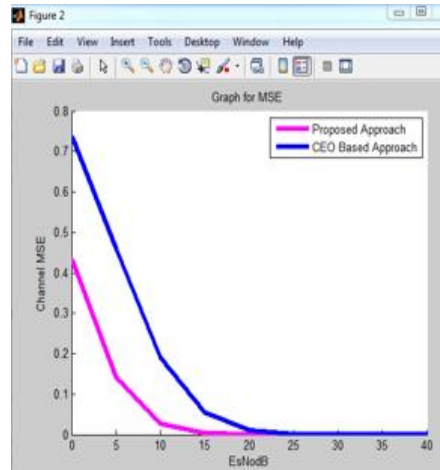 Figure 2
File Edit View Insert Tools Desktop Window Help
Graph for MSE
Proposed Approach
CEO Based Approach
Channel MSE
0.8
0.7
0.6
0.5
0.4
0.3
0.2
0.1
0
0 5 10 15 20 25 30 35 40
EsNodB